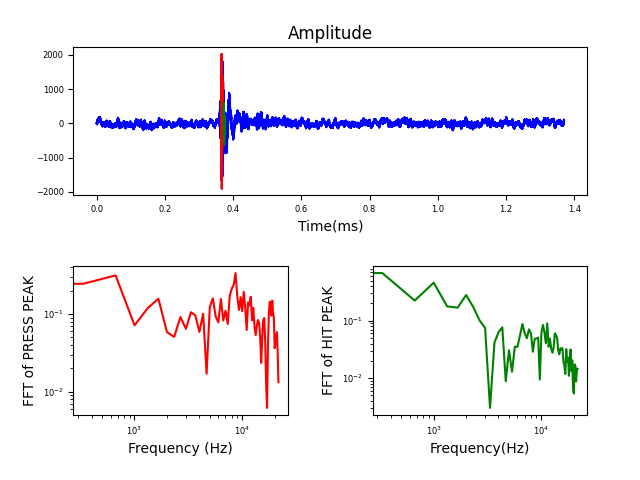 Amplitude
2000
1000
0
−1000
−2000
0.0 0.2 0.4 0.6 0.8 1.0 1.2 1.4
Time(ms)
FFT of PRESS PEAK
10⁻¹
10⁻²
10³ 10⁴
Frequency (Hz)
FFT of HIT PEAK
10⁻¹
10⁻²
10³ 10⁴
Frequency(Hz)